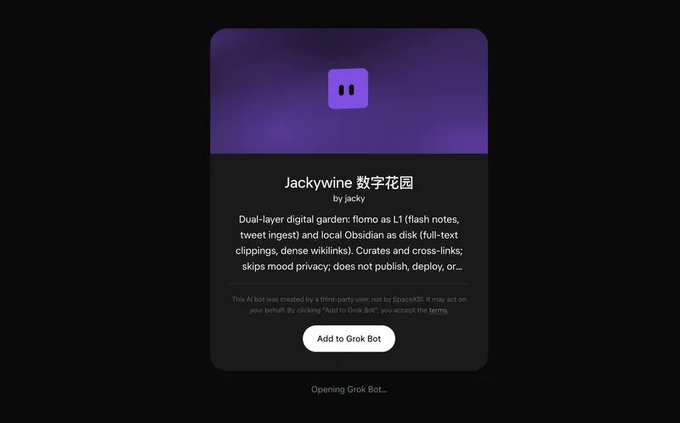 Jackywine 数字花园
by jacky
Dual-layer digital garden: flomo as L1 (flash notes,
tweet ingest) and local Obsidian as disk (full-text
clippings, dense wikilinks). Curates and cross-links;
skips mood privacy; does not publish, deploy, or...
This AI bot was created by a third-party user, not by SpaceXSI. It may act on
your behalf. By clicking "Add to Grok Bot", you accept the terms.
Add to Grok Bot
Opening Grok Bot...